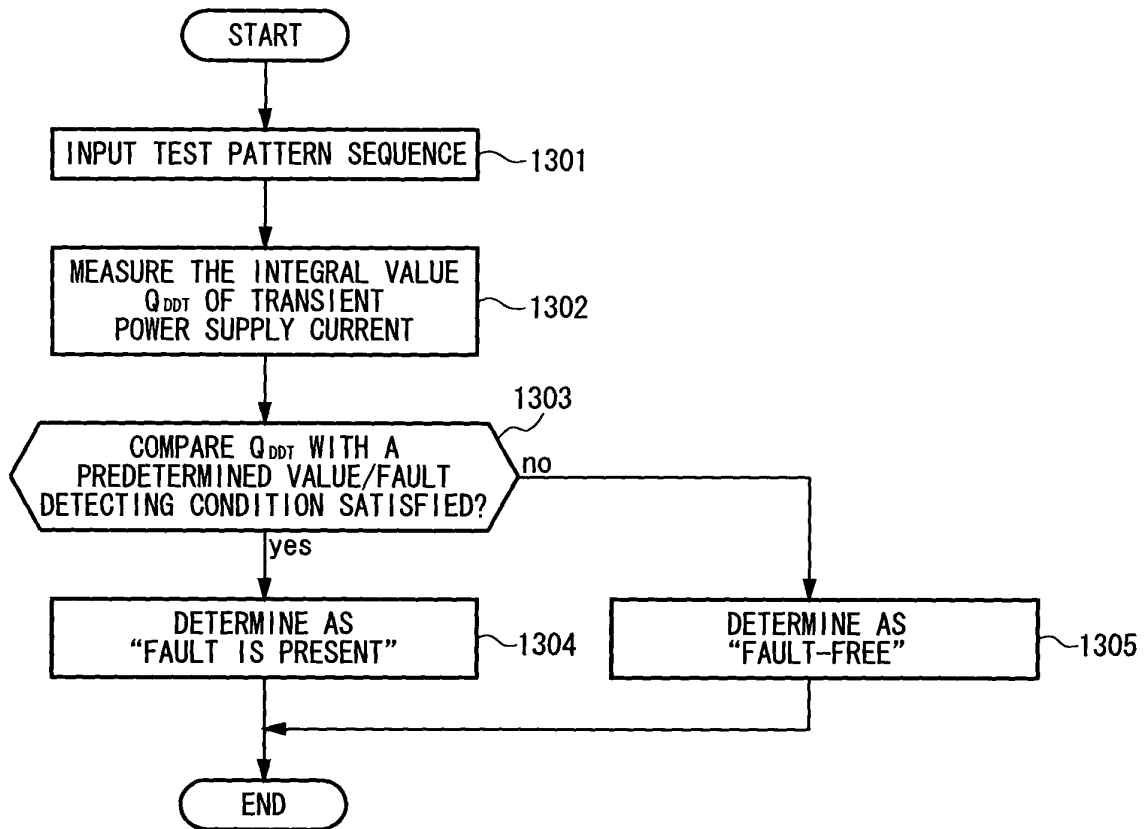 START
INPUT TEST PATTERN SEQUENCE
1301
MEASURE THE INTEGRAL VALUE
QDDT OF TRANSIENT
POWER SUPPLY CURRENT
1302
1303
COMPARE QDDT WITH A
PREDETERMINED VALUE/FAULT
DETECTING CONDITION SATISFIED?
no
yes
DETERMINE AS
“FAULT IS PRESENT”
1304
DETERMINE AS
“FAULT-FREE”
1305
END